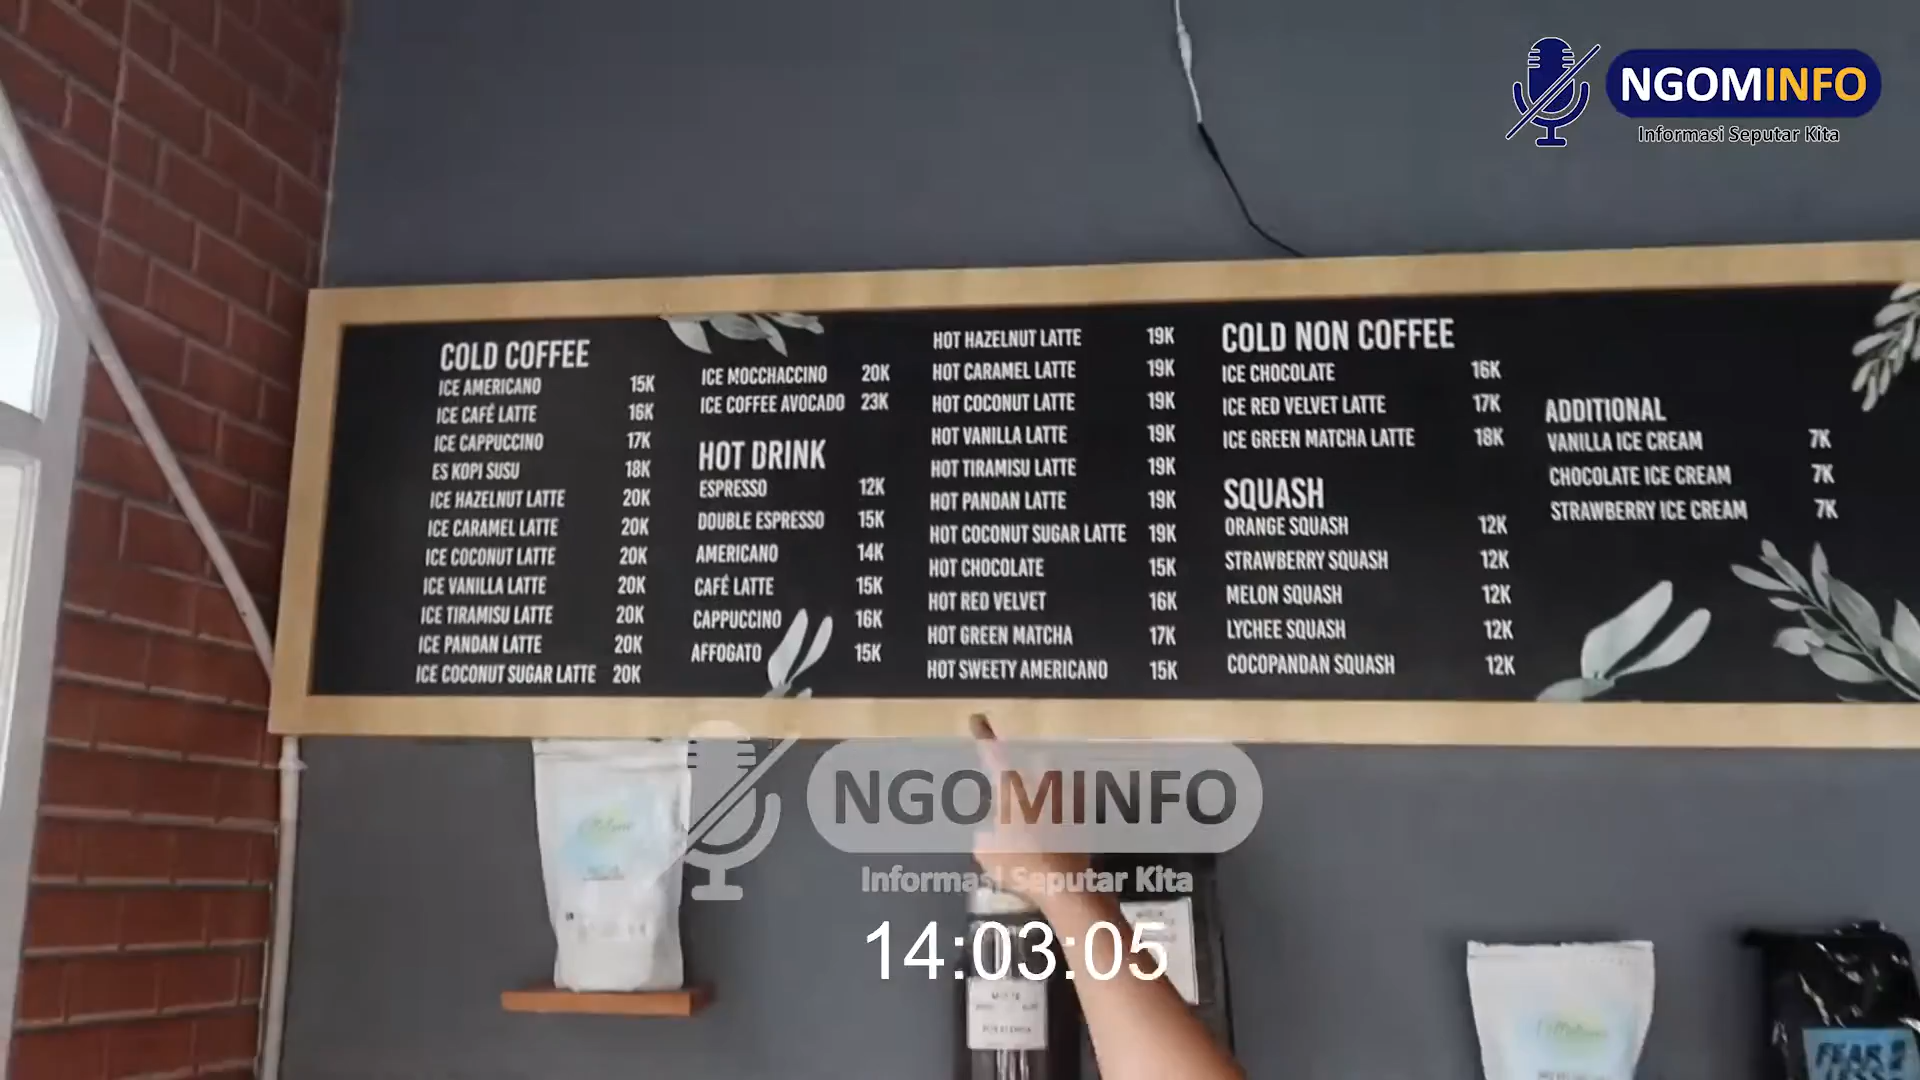 NGOMINFO
Informasi Seputar Kita
COLD COFFEE
ICE AMERICANO 15K
ICE CAFÉ LATTE 16K
ICE CAPPUCCINO 17K
ES KOPI SUSU 18K
ICE HAZELNUT LATTE 20K
ICE CARAMEL LATTE 20K
ICE COCONUT LATTE 20K
ICE VANILLA LATTE 20K
ICE TIRAMISU LATTE 20K
ICE PANDAN LATTE 20K
ICE COCONUT SUGAR LATTE 20K
ICE MOCCHACCINO 20K
ICE COFFEE AVOCADO 23K
HOT DRINK
ESPRESSO 12K
DOUBLE ESPRESSO 15K
AMERICANO 14K
CAFÉ LATTE 15K
CAPPUCCINO 16K
AFFOGATO 15K
HOT HAZELNUT LATTE 19K
HOT CARAMEL LATTE 19K
HOT COCONUT LATTE 19K
HOT VANILLA LATTE 19K
HOT TIRAMISU LATTE 19K
HOT PANDAN LATTE 19K
HOT COCONUT SUGAR LATTE 19K
HOT CHOCOLATE 15K
HOT RED VELVET 16K
HOT GREEN MATCHA 17K
HOT SWEETY AMERICANO 15K
COLD NON COFFEE
ICE CHOCOLATE 16K
ICE RED VELVET LATTE 17K
ICE GREEN MATCHA LATTE 18K
SQUASH
ORANGE SQUASH 12K
STRAWBERRY SQUASH 12K
MELON SQUASH 12K
LYCHEE SQUASH 12K
COCOPANDAN SQUASH 12K
ADDITIONAL
VANILLA ICE CREAM 7K
CHOCOLATE ICE CREAM 7K
STRAWBERRY ICE CREAM 7K
NGOMINFO
Informasi Seputar Kita
14:03:05
FEAR